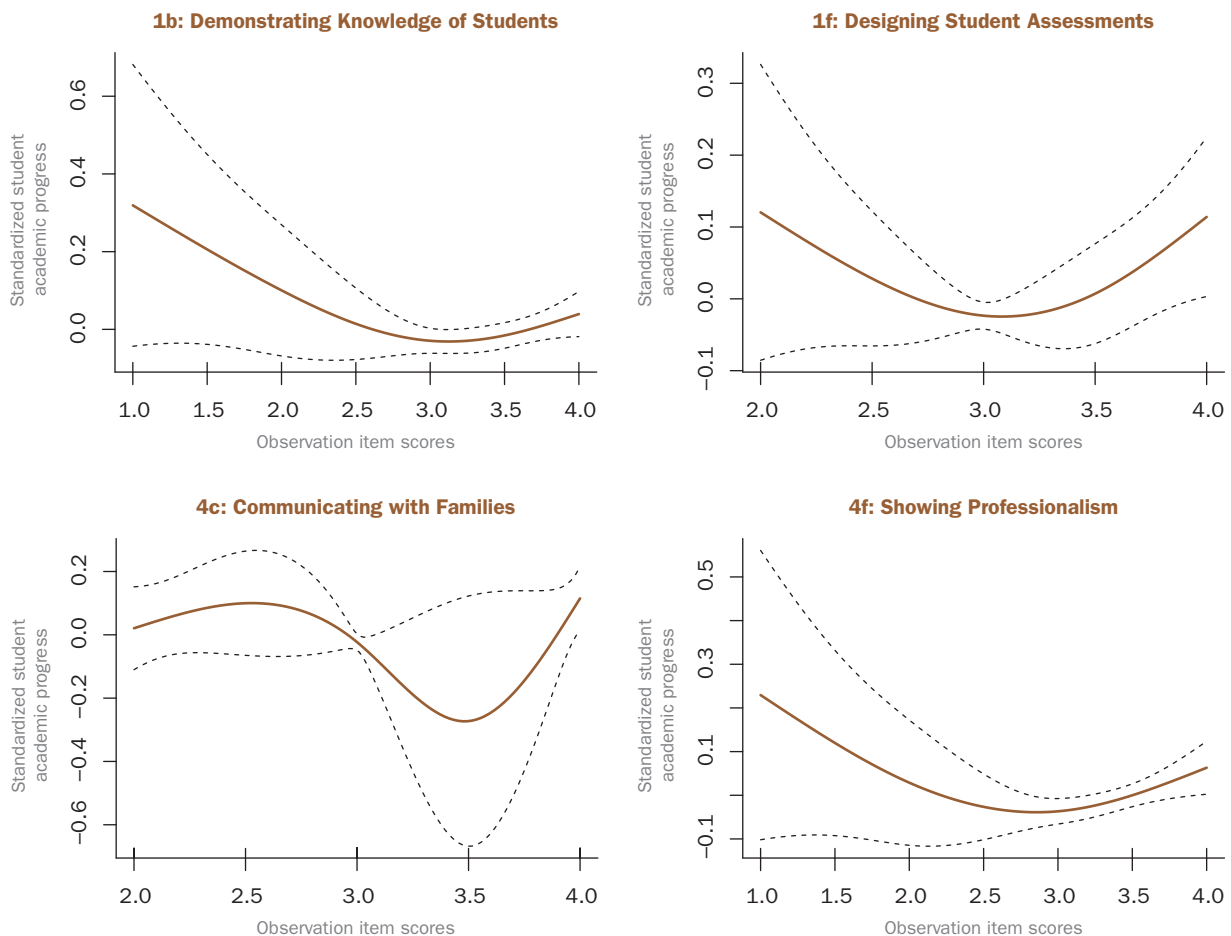 1b: Demonstrating Knowledge of Students
Standardized student
academic progress
0.6
0.4
0.2
0.0
1.0 1.5 2.0 2.5 3.0 3.5 4.0
Observation item scores
1f: Designing Student Assessments
Standardized student
academic progress
0.3
0.2
0.1
0.0
−0.1
2.0 2.5 3.0 3.5 4.0
Observation item scores
4c: Communicating with Families
Standardized student
academic progress
0.2
0.0
−0.2
−0.4
−0.6
2.0 2.5 3.0 3.5 4.0
Observation item scores
4f: Showing Professionalism
Standardized student
academic progress
0.5
0.3
0.1
−0.1
1.0 1.5 2.0 2.5 3.0 3.5 4.0
Observation item scores